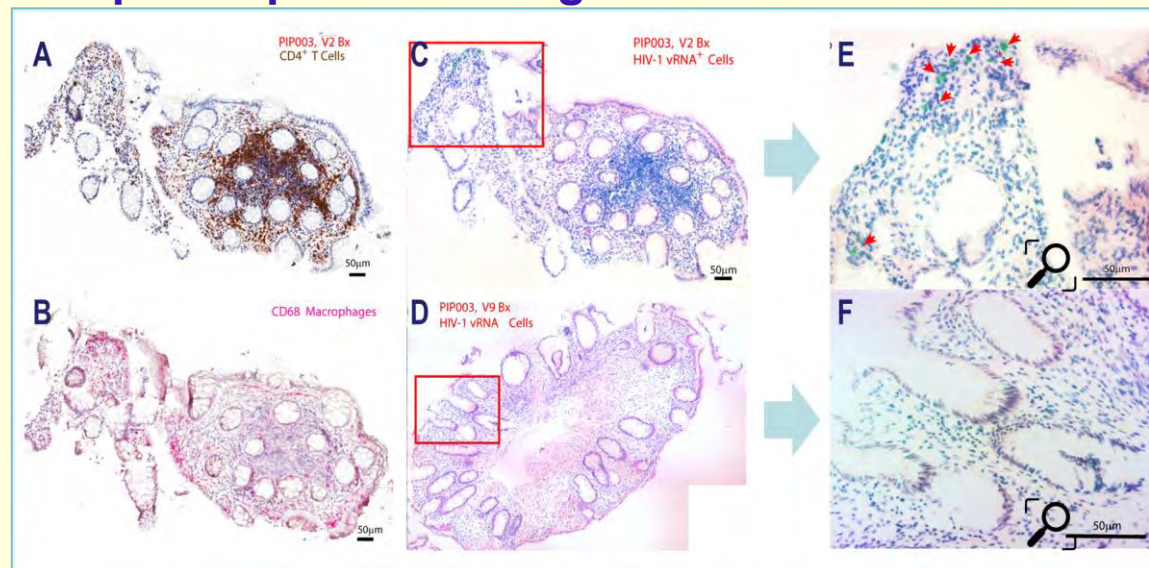 A
PIP003, V2 Bx
CD4⁺ T Cells
50µm
B
CD68 Macrophages
50µm
C
PIP003, V2 Bx
HIV-1 vRNA⁺ Cells
50µm
D
PIP003, V9 Bx
HIV-1 vRNA Cells
E
50µm
F
50µm